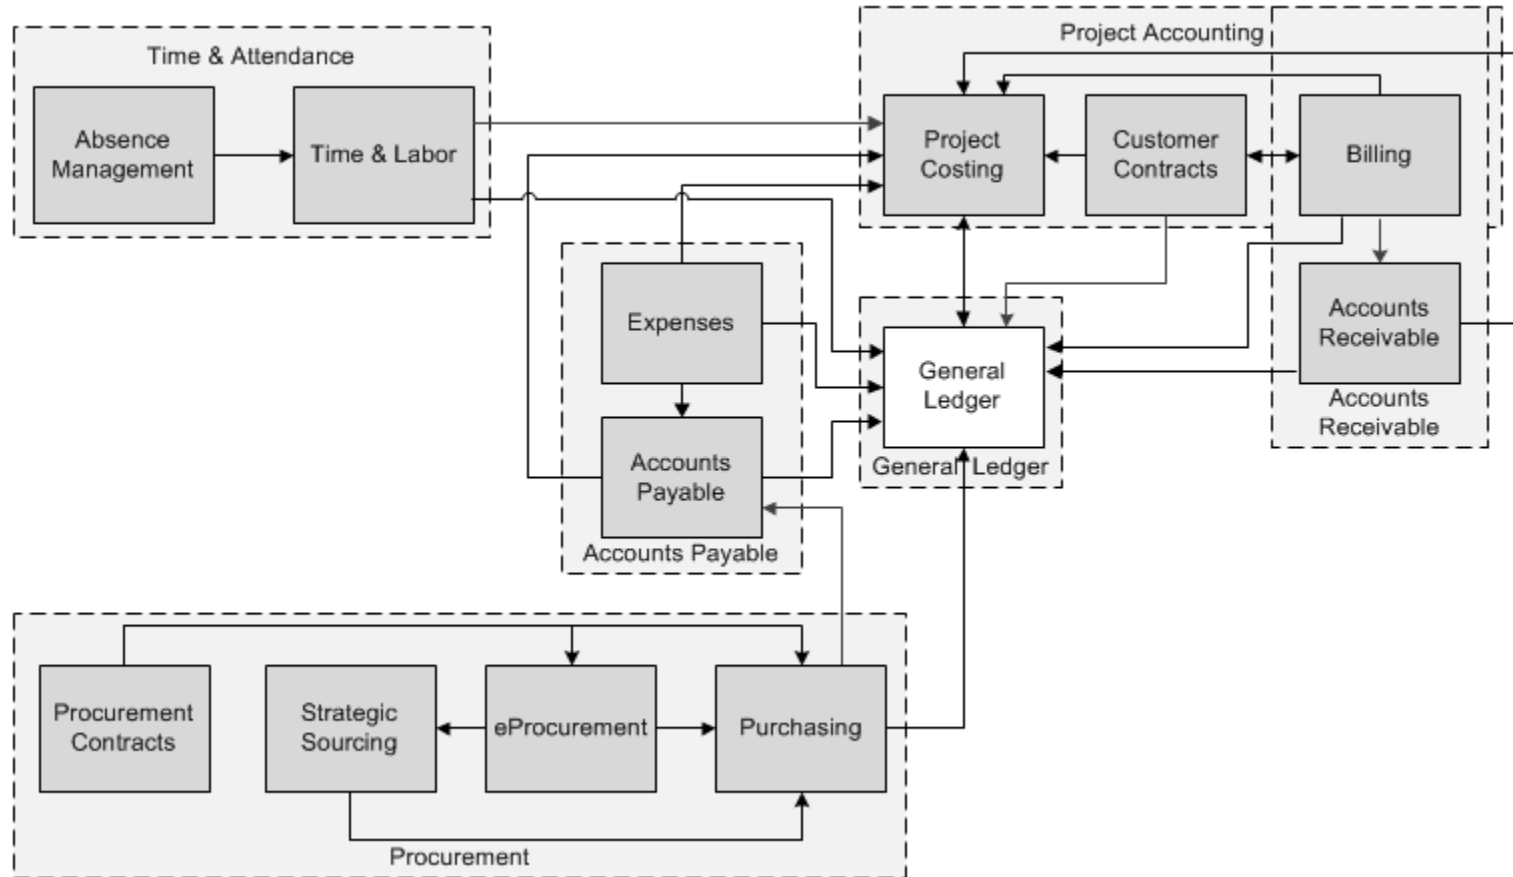 Time & Attendance
Absence
Management
Time & Labor
Project Accounting
Project
Costing
Customer
Contracts
Billing
Expenses
Accounts
Payable
Accounts Payable
General
Ledger
General Ledger
Accounts
Receivable
Accounts
Receivable
Procurement
Contracts
Strategic
Sourcing
eProcurement
Purchasing
Procurement